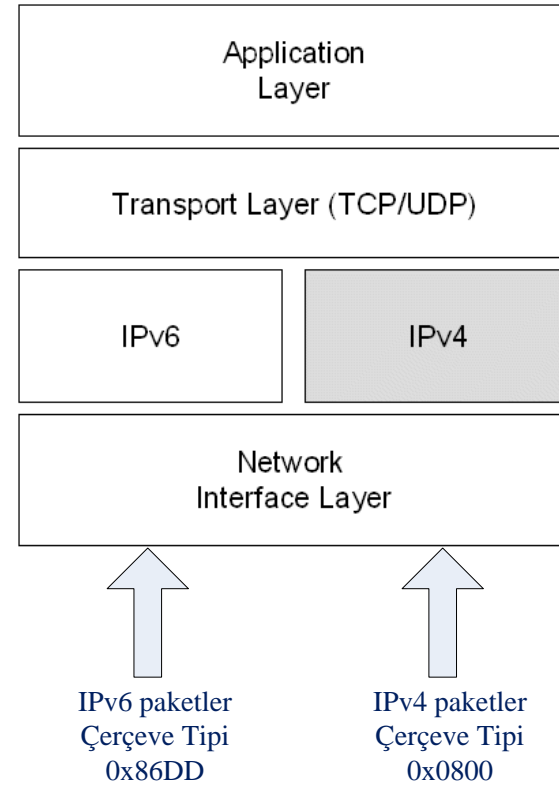 Application
Layer
Transport Layer (TCP/UDP)
IPv6
IPv4
Network
Interface Layer
IPv6 paketler
Çerçeve Tipi
0x86DD
IPv4 paketler
Çerçeve Tipi
0x0800